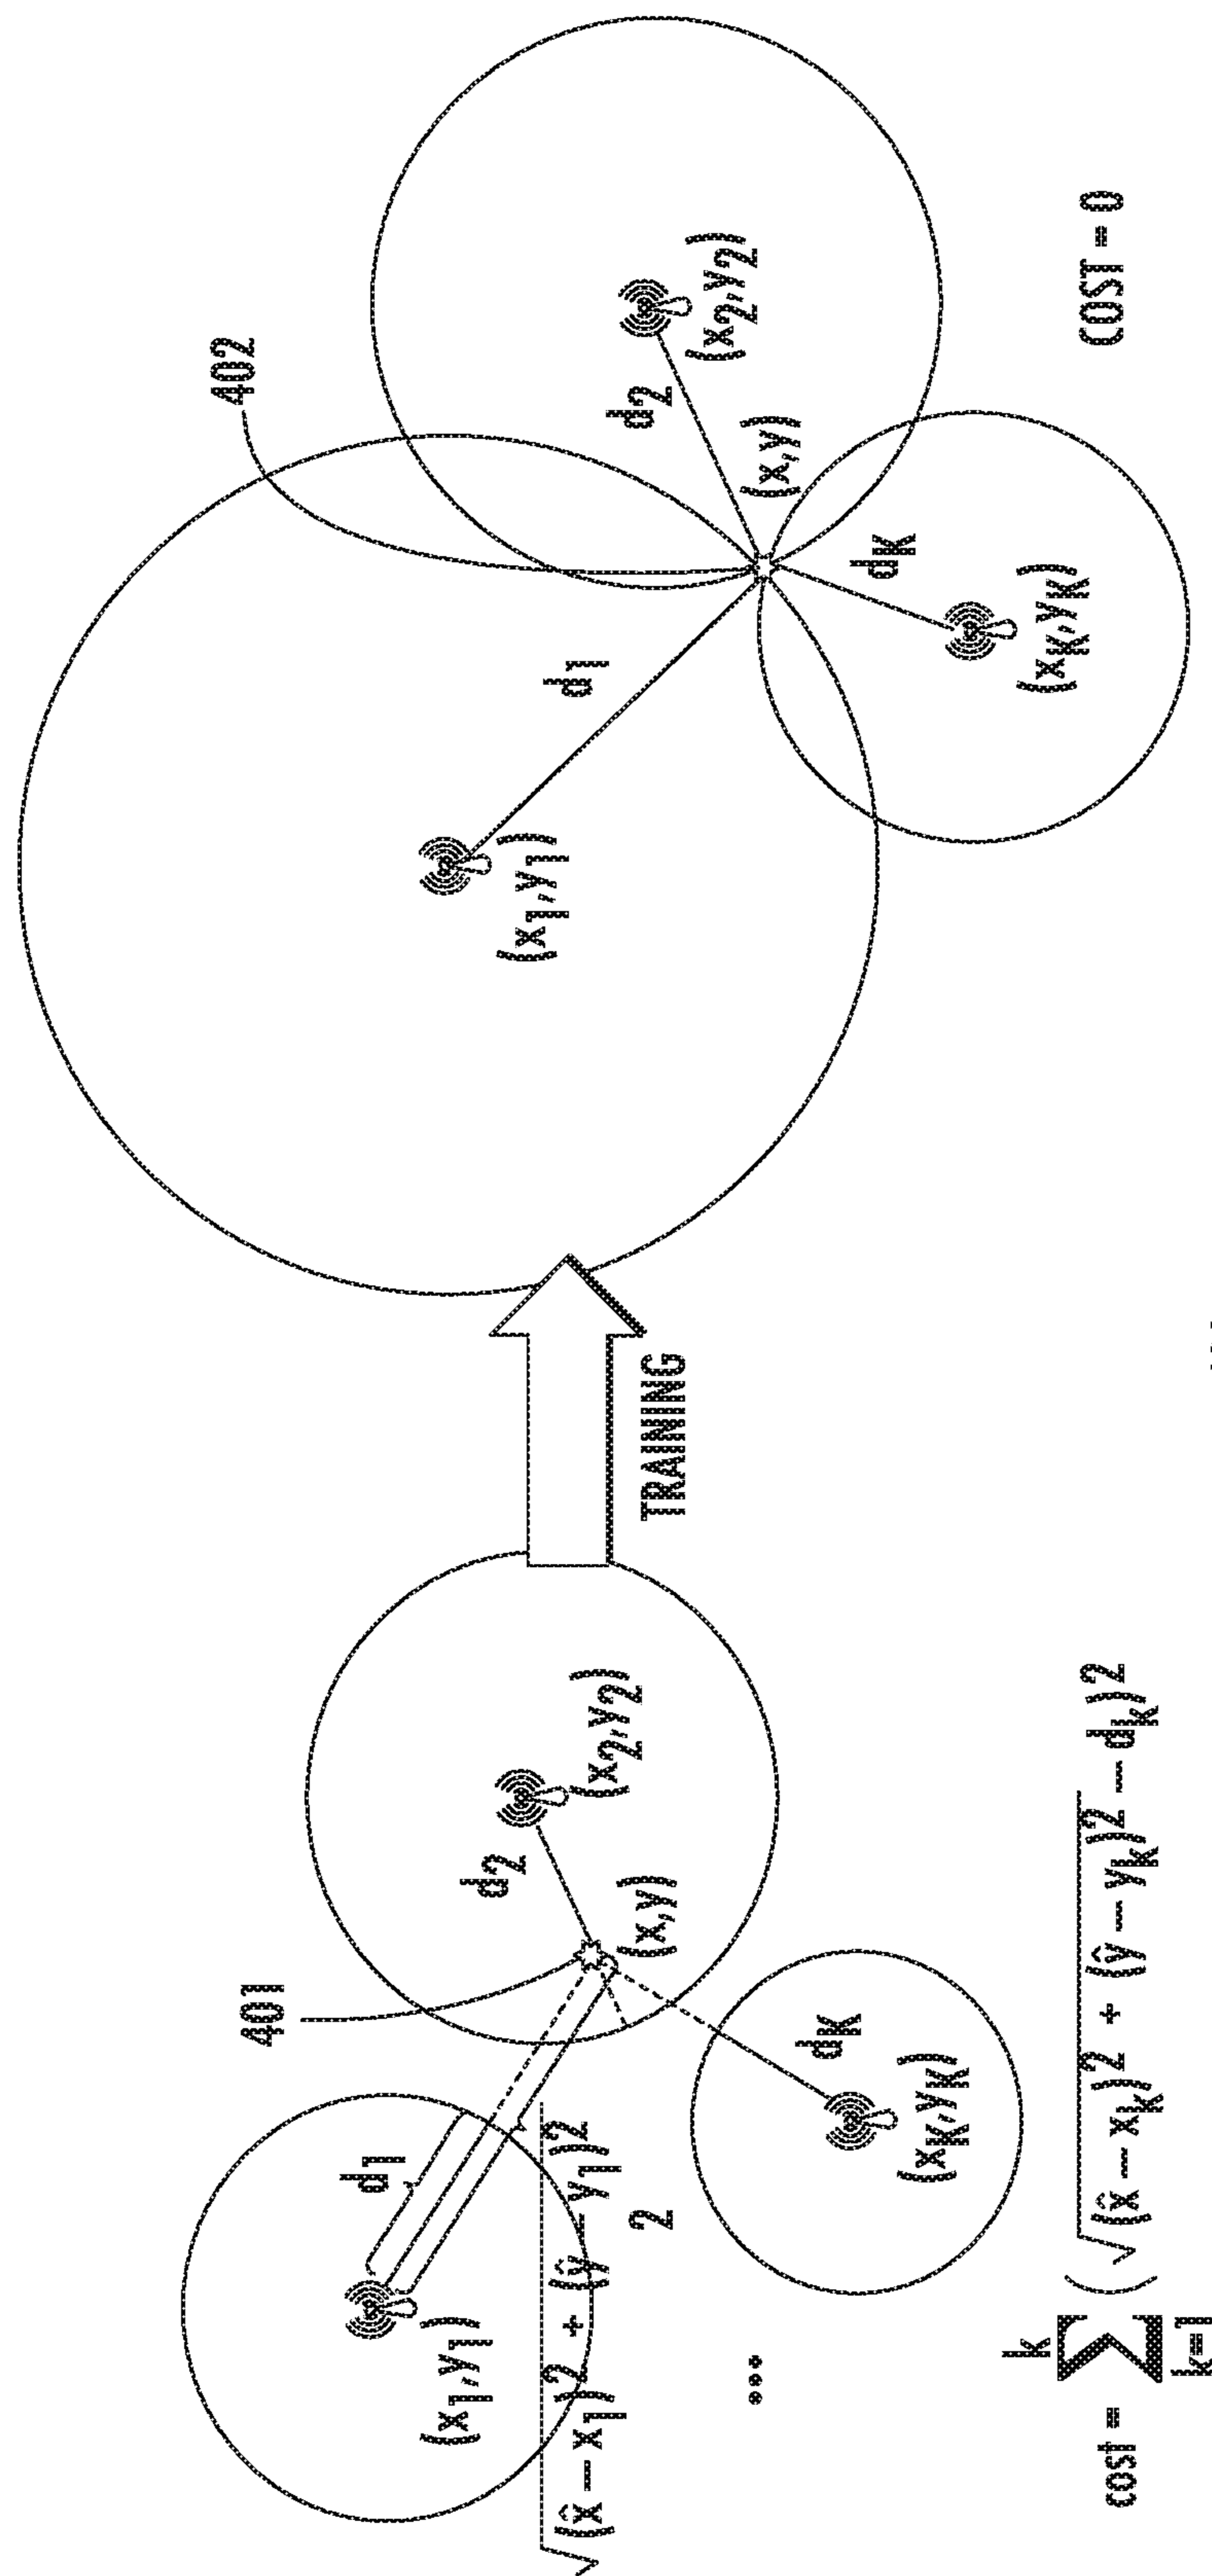 401
d1
(x1,y1)
√(x̂ – x1)2 + (ŷ – y1)2
2
d2
(x2,y2)
(x,y)
dK
(xK,yK)
•••
cost = k Σ k=1 (√(x̂ – xk)2 + (ŷ – yk)2 – dk)2
TRAINING
402
d1
(x1,y1)
d2
(x2,y2)
(x,y)
dK
(xK,yK)
COST = 0